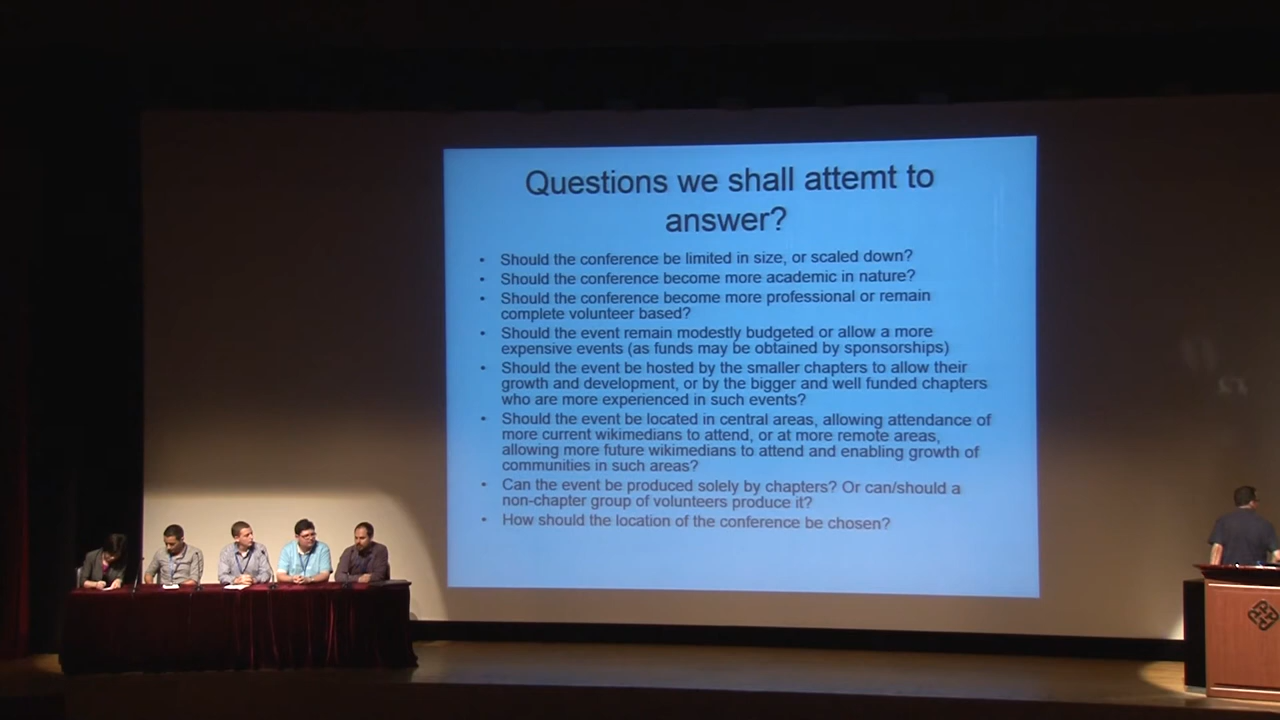 Questions we shall attemt to
answer?
• Should the conference be limited in size, or scaled down?
• Should the conference become more academic in nature?
• Should the conference become more professional or remain
complete volunteer based?
• Should the event remain modestly budgeted or allow a more
expensive events (as funds may be obtained by sponsorships)
• Should the event be hosted by the smaller chapters to allow their
growth and development, or by the bigger and well funded chapters
who are more experienced in such events?
• Should the event be located in central areas, allowing attendance of
more current wikimedians to attend, or at more remote areas,
allowing more future wikimedians to attend and enabling growth of
communities in such areas?
• Can the event be produced solely by chapters? Or can/should a
non-chapter group of volunteers produce it?
• How should the location of the conference be chosen?